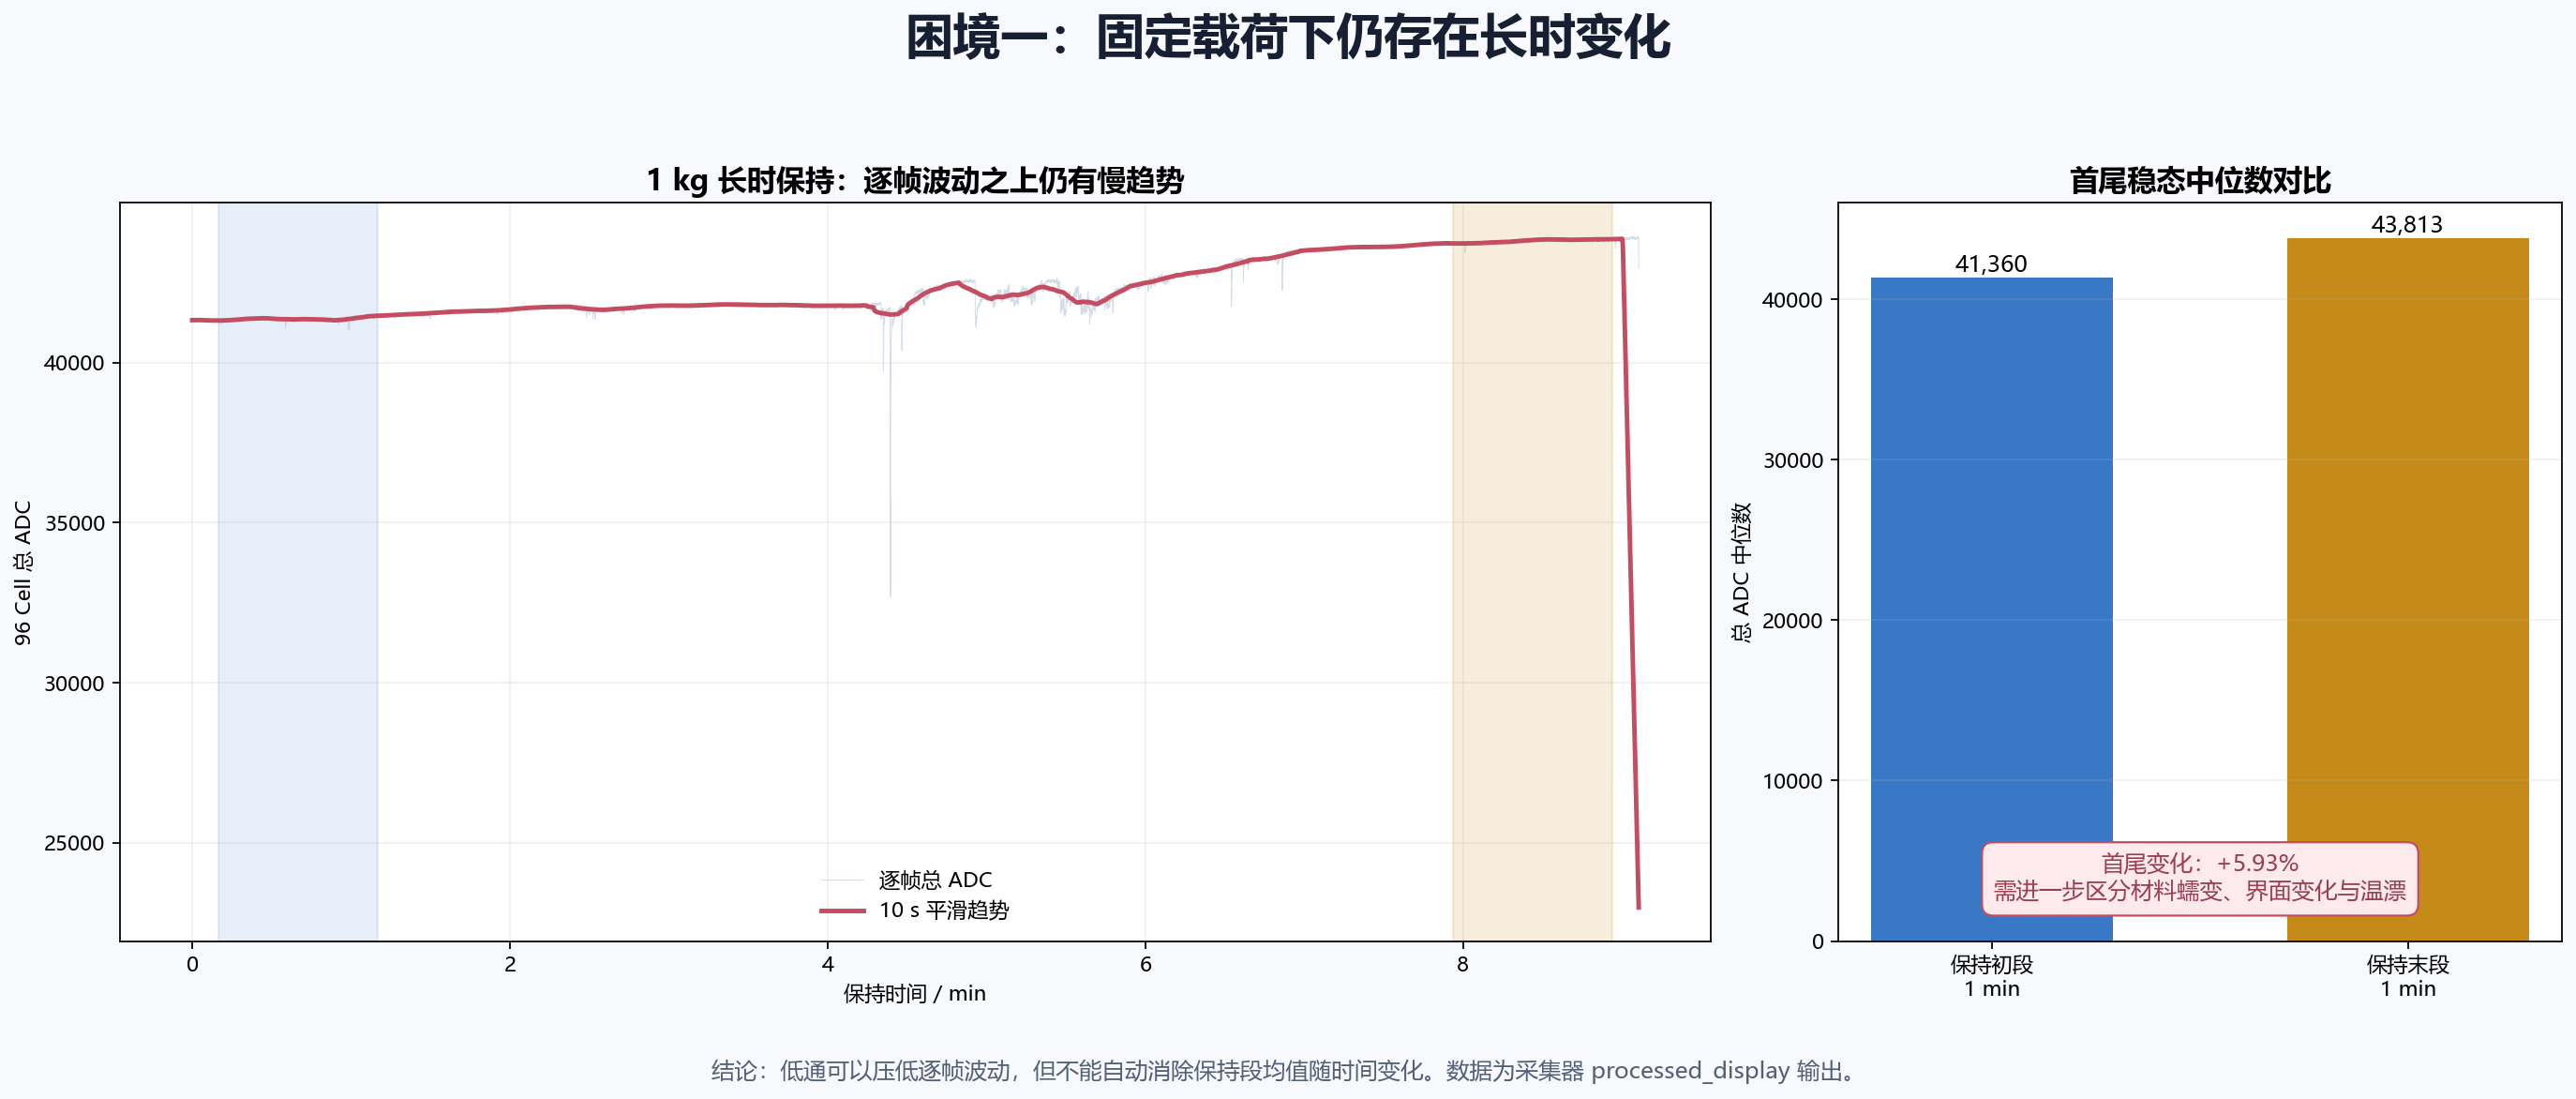 困境一：固定载荷下仍存在长时变化
1 kg 长时保持：逐帧波动之上仍有慢趋势
96 Cell 总 ADC
40000
35000
30000
25000
逐帧总 ADC
10 s 平滑趋势
0
2
4
6
8
保持时间 / min
首尾稳态中位数对比
总 ADC 中位数
40000
30000
20000
10000
0
41,360
43,813
首尾变化：+5.93%
需进一步区分材料蠕变、界面变化与温漂
保持初段
1 min
保持末段
1 min
结论：低通可以压低逐帧波动，但不能自动消除保持段均值随时间变化。数据为采集器 processed_display 输出。